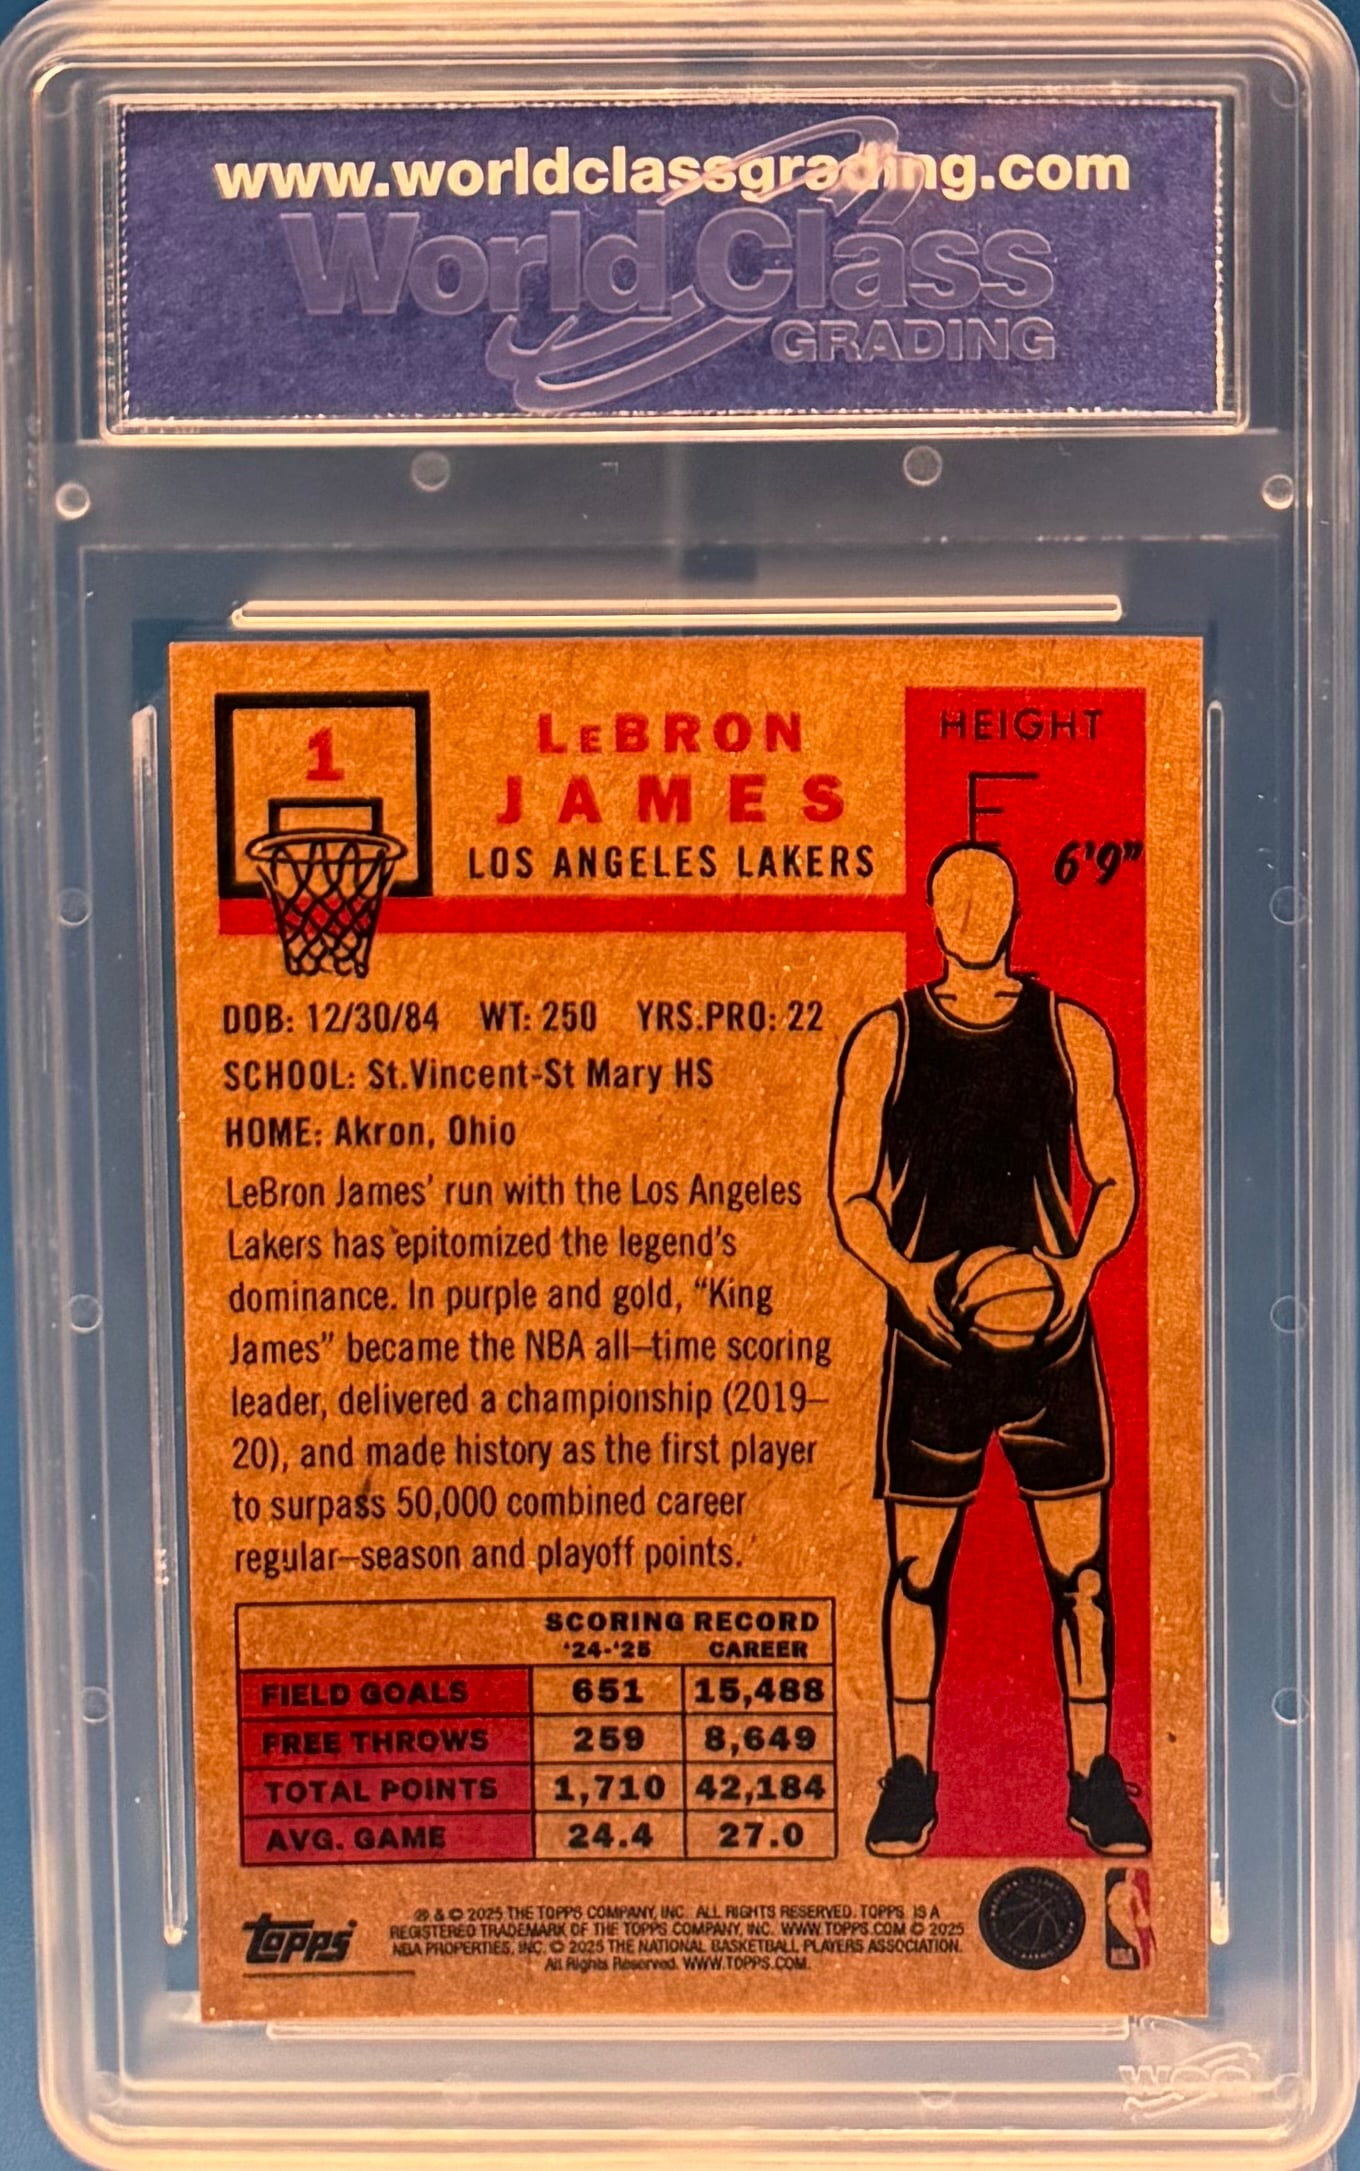 www.worldclassgrading.com
World Class
GRADING
1
LeBRON
JAMES
LOS ANGELES LAKERS
HEIGHT
6'9"
DOB: 12/30/84 WT: 250 YRS.PRO: 22
SCHOOL: St.Vincent-St Mary HS
HOME: Akron, Ohio
LeBron James' run with the Los Angeles
Lakers has epitomized the legend's
dominance. In purple and gold, "King
James" became the NBA all–time scoring
leader, delivered a championship (2019–
20), and made history as the first player
to surpass 50,000 combined career
regular–season and playoff points.
SCORING RECORD
'24-'25 CAREER
FIELD GOALS 651 15,488
FREE THROWS 259 8,649
TOTAL POINTS 1,710 42,184
AVG. GAME 24.4 27.0
Topps
® & © 2025 THE TOPPS COMPANY, INC. ALL RIGHTS RESERVED. TOPPS IS A
REGISTERED TRADEMARK OF THE TOPPS COMPANY, INC. WWW.TOPPS.COM © 2025
NBA PROPERTIES, INC. © 2025 THE NATIONAL BASKETBALL PLAYERS ASSOCIATION.
All Rights Reserved. WWW.TOPPS.COM.